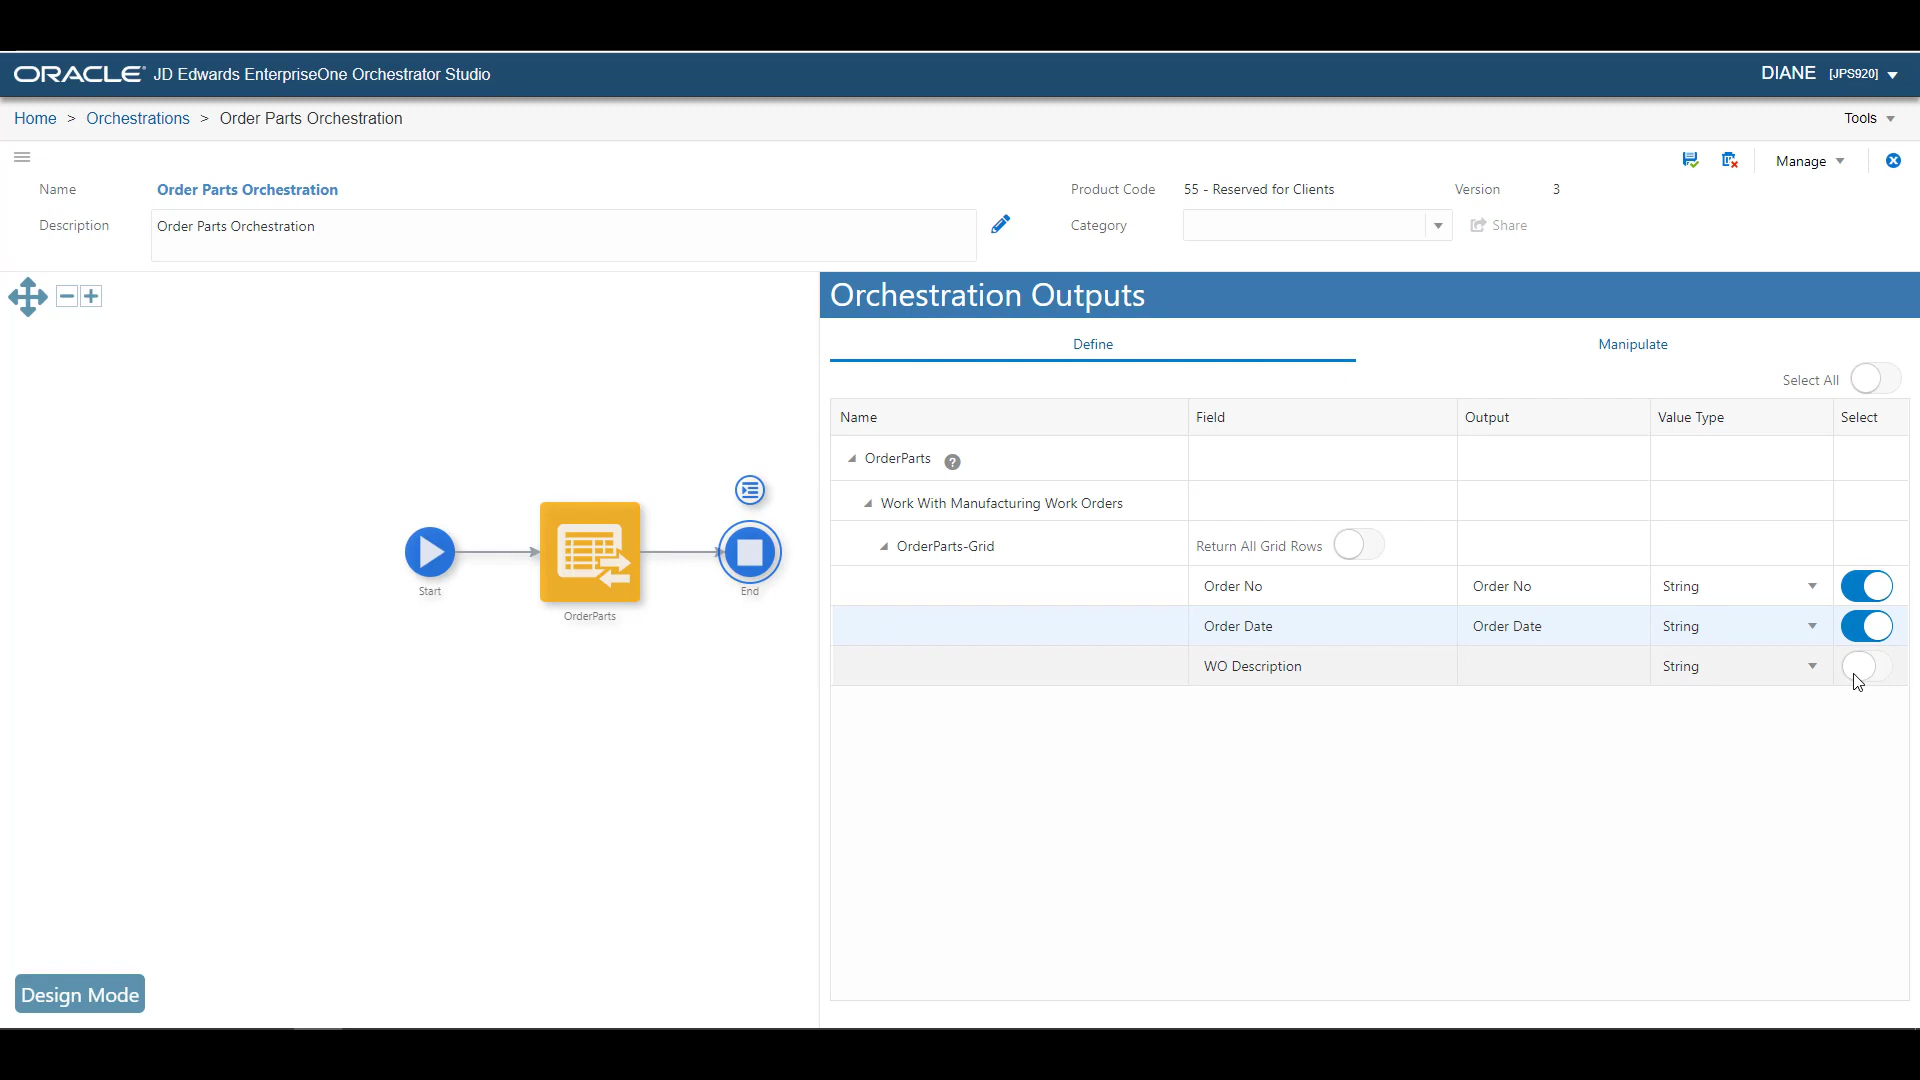 ORACLE JD Edwards EnterpriseOne Orchestrator Studio
DIANE [JPS920]
Home > Orchestrations > Order Parts Orchestration
Tools
Manage
Name Order Parts Orchestration
Product Code 55 - Reserved for Clients
Version 3
Description Order Parts Orchestration
Category
Share
Orchestration Outputs
Define Manipulate
Select All
Name Field Output Value Type Select
OrderParts ?
Work With Manufacturing Work Orders
OrderParts-Grid Return All Grid Rows
Order No Order No String
Order Date Order Date String
WO Description String
Start
End
OrderParts
Design Mode